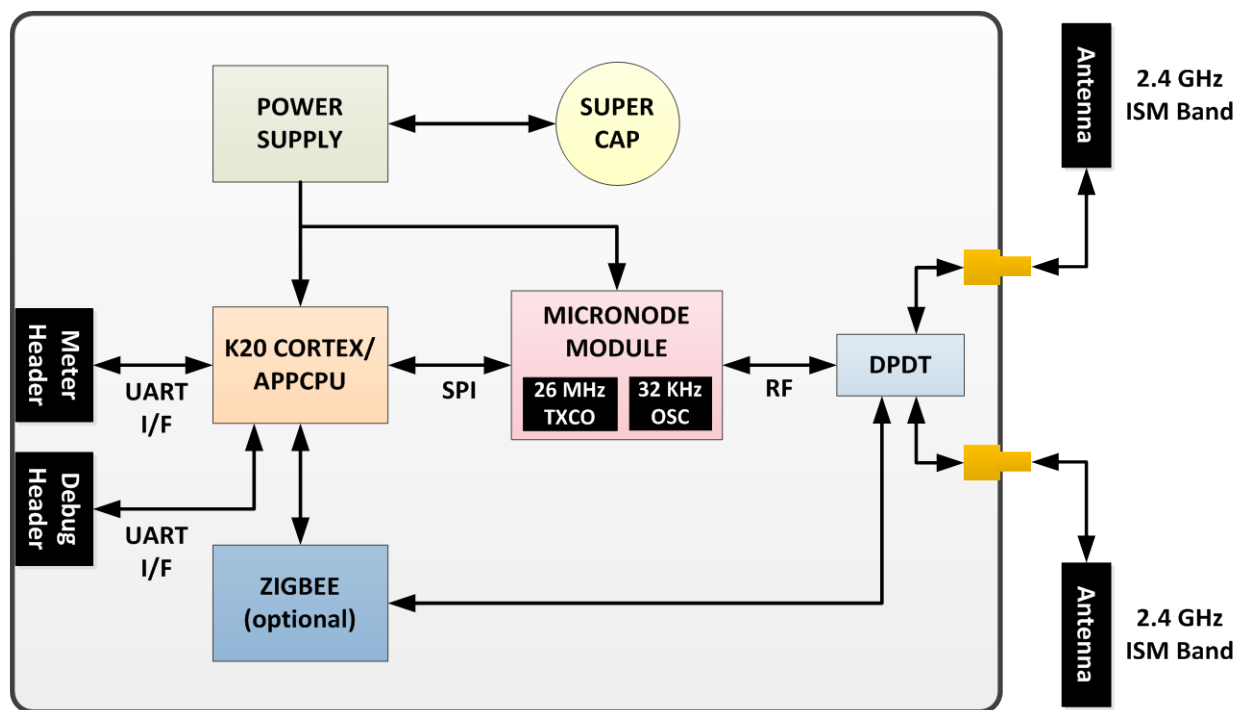 POWER
SUPPLY
SUPER
CAP
Antenna
2.4 GHz
ISM Band
Meter
Header
UART
I/F
K20 CORTEX/
APPCPU
SPI
MICRONODE
MODULE
26 MHz
TXCO
32 KHz
OSC
RF
DPDT
Debug
Header
UART
I/F
ZIGBEE
(optional)
Antenna
2.4 GHz
ISM Band